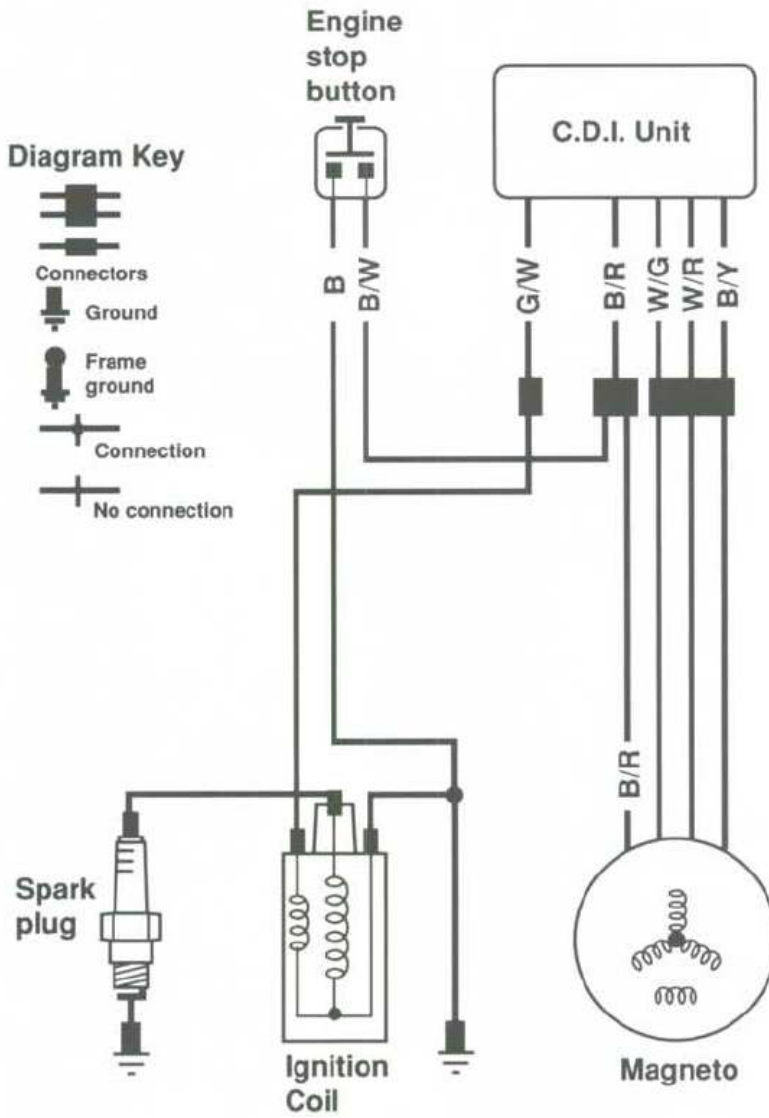 Engine
stop
button
C.D.I. Unit
Diagram Key
Connectors
Ground
Frame
ground
Connection
No connection
B
B/W
G/W
B/R
W/G
W/R
B/Y
B/R
Spark
plug
Ignition
Coil
Magneto